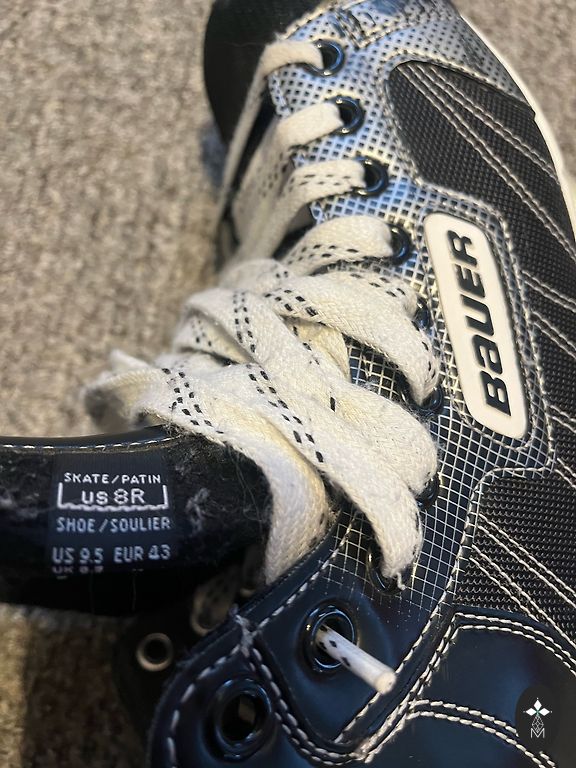 BAUER
SKATE/PATIN
US 8R
SHOE/SOULIER
US 9.5 EUR 43